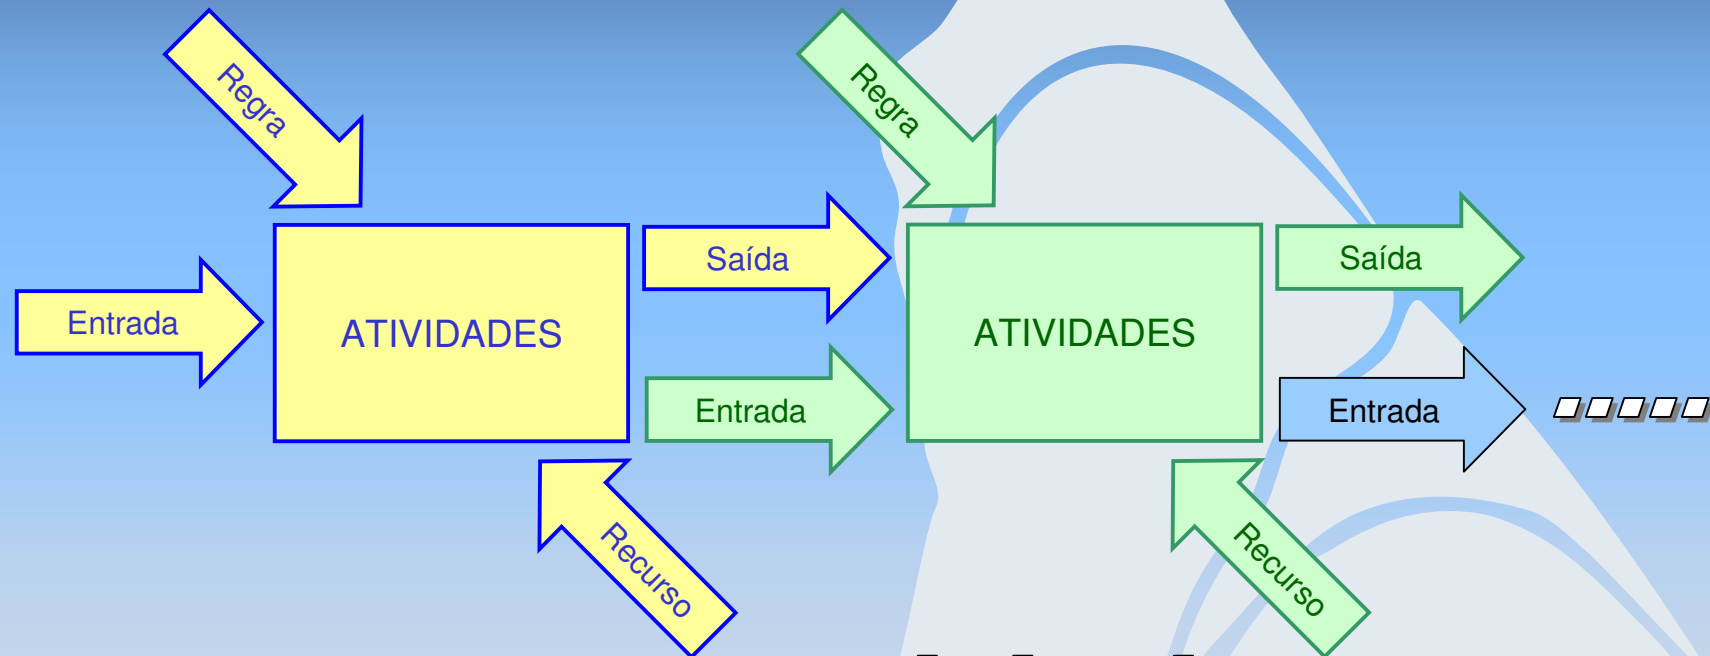 Regra
Regra
Entrada
ATIVIDADES
Saída
Entrada
ATIVIDADES
Saída
Entrada
Recurso
Recurso